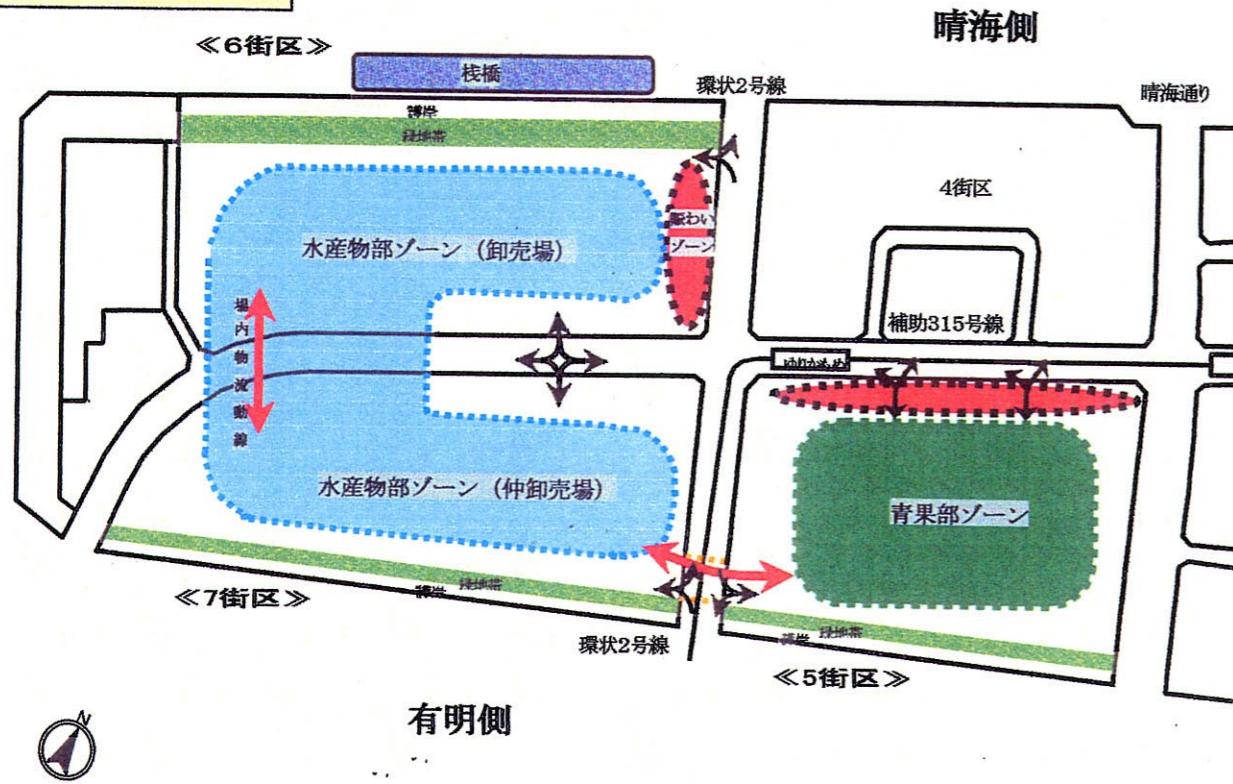 晴海側
≪6街区≫
桟橋
環状2号線
晴海通り
護岸
緑地帯
4街区
賑わい
ゾーン
水産物部ゾーン（卸売場）
場内物流動線
補助315号線
ゆりかもめ
水産物部ゾーン（仲卸売場）
青果部ゾーン
≪7街区≫
護岸
緑地帯
環状2号線
護岸
緑地帯
≪5街区≫
有明側
N